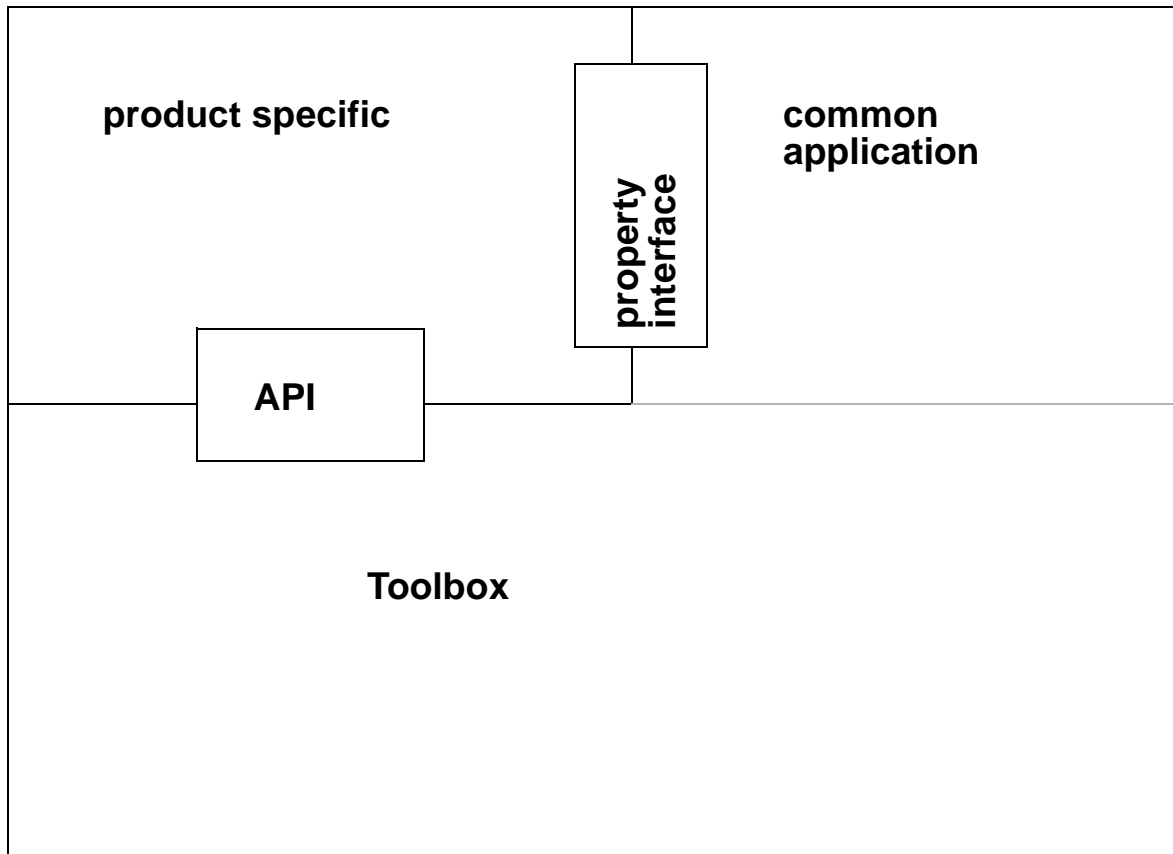 product specific
common
application
property
interface
API
Toolbox